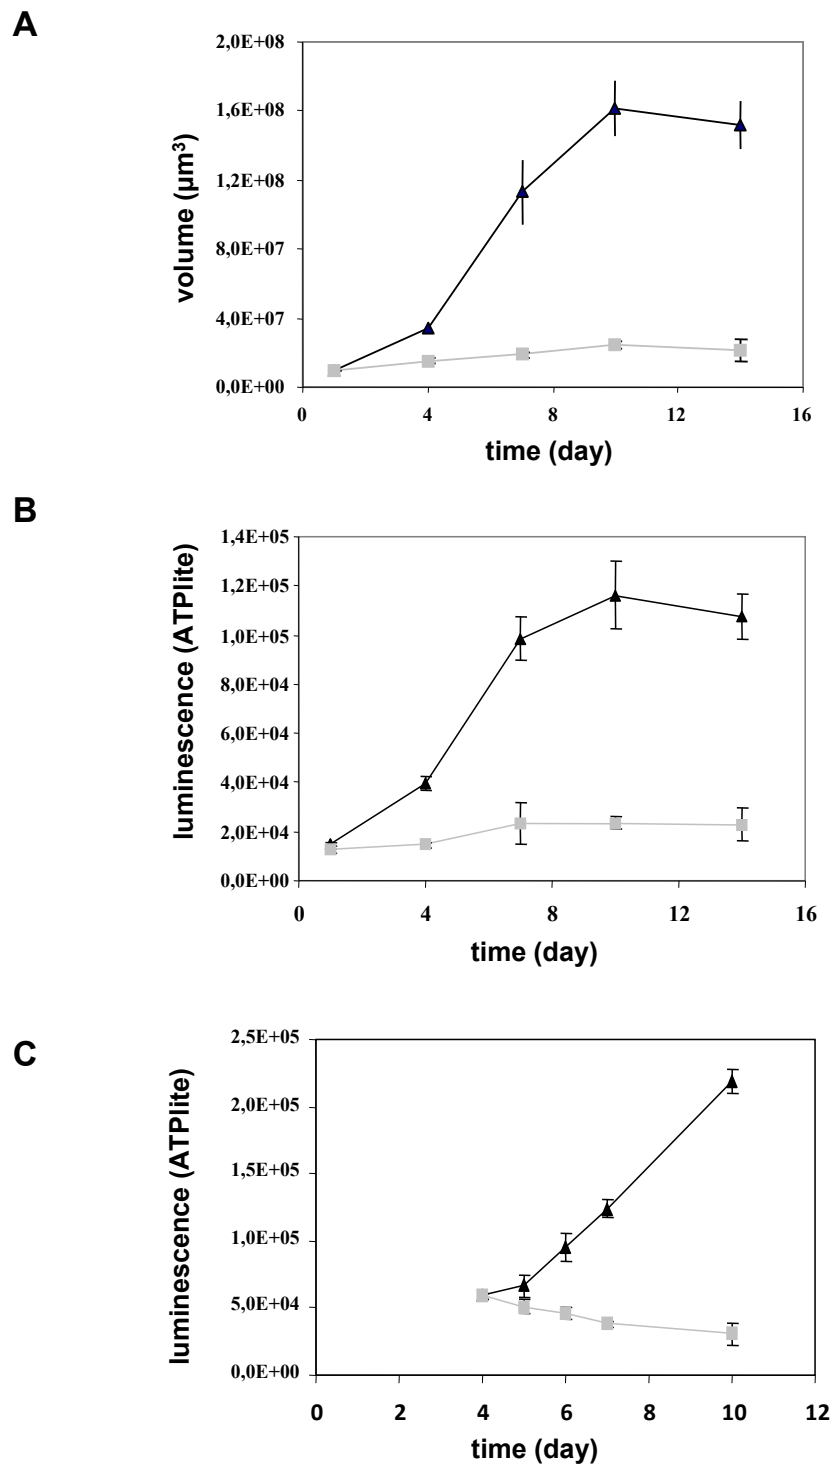 A
2,0E+08
1,6E+08
1,2E+08
8,0E+07
4,0E+07
0,0E+00
volume (µm³)
0 4 8 12 16
time (day)
B
1,4E+05
1,2E+05
1,0E+05
8,0E+04
6,0E+04
4,0E+04
2,0E+04
0,0E+00
luminescence (ATPlite)
0 4 8 12 16
time (day)
C
2,5E+05
2,0E+05
1,5E+05
1,0E+05
5,0E+04
0,0E+00
luminescence (ATPlite)
0 2 4 6 8 10 12
time (day)